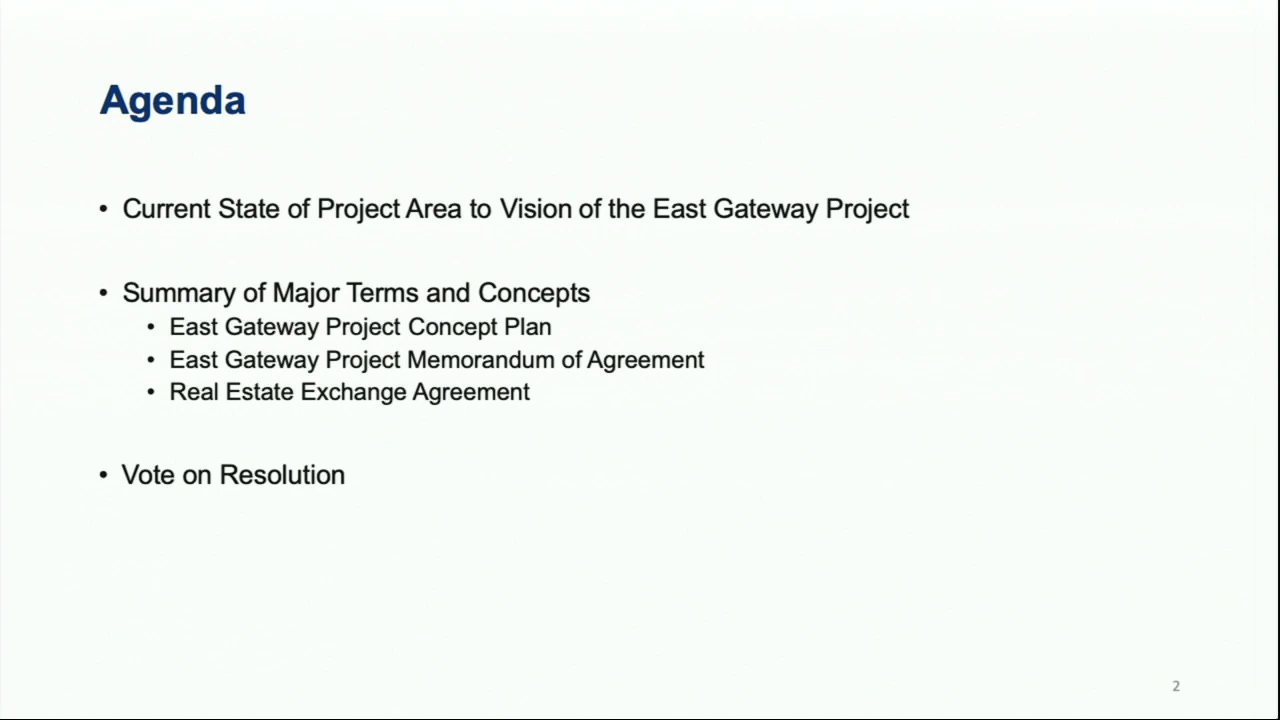 Agenda
• Current State of Project Area to Vision of the East Gateway Project
• Summary of Major Terms and Concepts
• East Gateway Project Concept Plan
• East Gateway Project Memorandum of Agreement
• Real Estate Exchange Agreement
• Vote on Resolution
2